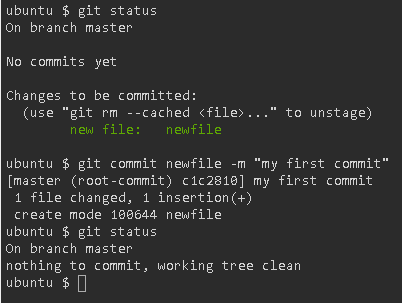 ubuntu $ git status
On branch master

No commits yet

Changes to be committed:
  (use "git rm --cached <file>..." to unstage)
        new file:   newfile

ubuntu $ git commit newfile -m "my first commit"
[master (root-commit) c1c2810] my first commit
 1 file changed, 1 insertion(+)
 create mode 100644 newfile
ubuntu $ git status
On branch master
nothing to commit, working tree clean
ubuntu $